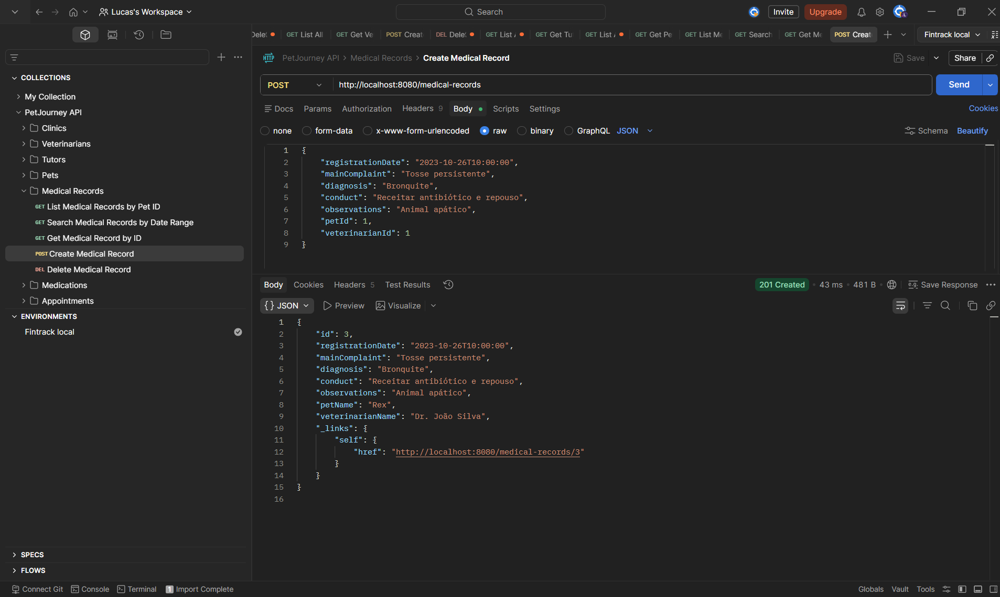 Lucas's Workspace
Search
Invite
Upgrade
L
GET List All
GET Get Ve
POST Creat
DEL Dele
GET List
GET Get Tu
GET List
GET Get Pe
GET List Me
GET Search
GET Get Me
POST Creat
Fintrack local
HTTP PetJourney API > Medical Records > Create Medical Record
Save
Share
COLLECTIONS
My Collection
PetJourney API
Clinics
Veterinarians
Tutors
Pets
Medical Records
GET List Medical Records by Pet ID
GET Search Medical Records by Date Range
GET Get Medical Record by ID
POST Create Medical Record
DEL Delete Medical Record
Medications
Appointments
ENVIRONMENTS
Fintrack local
SPECS
FLOWS
POST http://localhost:8080/medical-records
Send
Docs Params Authorization Headers 9 Body Scripts Settings
Cookies
none form-data x-www-form-urlencoded raw binary GraphQL JSON
Schema Beautify
1 {
2 "registrationDate": "2023-10-26T10:00:00",
3 "mainComplaint": "Tosse persistente",
4 "diagnosis": "Bronquite",
5 "conduct": "Receitar antibiótico e repouso",
6 "observations": "Animal apático",
7 "petId": 1,
8 "veterinarianId": 1
9 }
Body Cookies Headers 5 Test Results
201 Created • 43 ms • 481 B • e.g. Save Response
{} JSON Preview Visualize
1 {
2 "id": 3,
3 "registrationDate": "2023-10-26T10:00:00",
4 "mainComplaint": "Tosse persistente",
5 "diagnosis": "Bronquite",
6 "conduct": "Receitar antibiótico e repouso",
7 "observations": "Animal apático",
8 "petName": "Rex",
9 "veterinarianName": "Dr. João Silva",
10 "_links": {
11 "self": {
12 "href": "http://localhost:8080/medical-records/3"
13 }
14 }
15 }
16
Connect Git Console Terminal 1 Import Complete
Globals Vault Tools